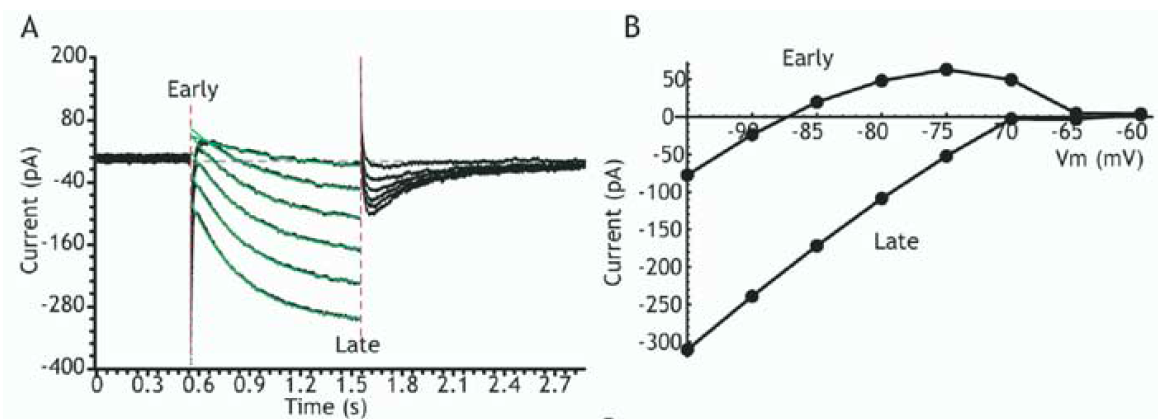 A
B
200
80
-40
-160
-280
-400
Current (pA)
Early
Late
0 0.3 0.6 0.9 1.2 1.5 1.8 2.1 2.4 2.7
Time (s)
50
0
-50
-100
-150
-200
-250
-300
Current (pA)
Early
-90 -85 -80 -75 -70 -65 -60
Vm (mV)
Late